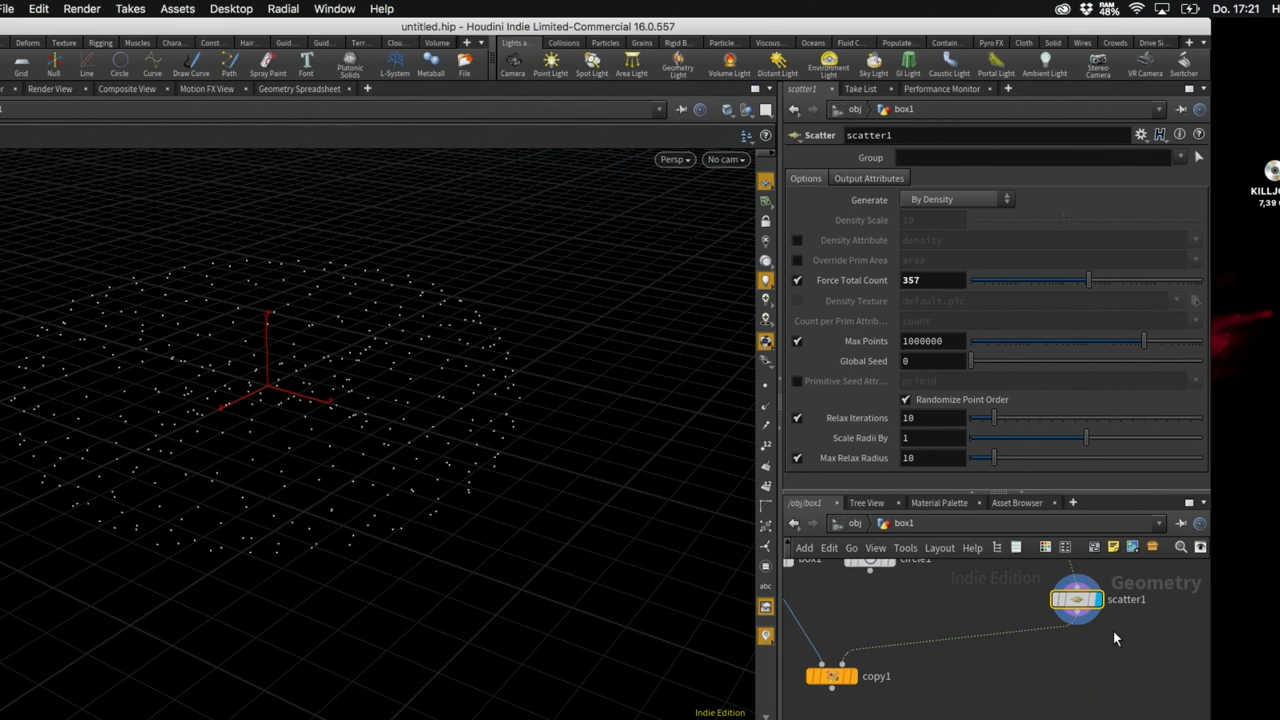 File Edit Render Takes Assets Desktop Radial Window Help
RAM
48%
Do. 17:21
untitled.hip - Houdini Indie Limited-Commercial 16.0.557
Deform Texture Rigging Muscles Chara... Const... Hair... Guid... Guid... Terr... Clou... Volume
Lights a... Collisions Particles Grains Rigid B... Particle... Viscous... Oceans Fluid C... Populate... Contain... Pyro FX Cloth Solid Wires Crowds Drive Si...
Grid Null Line Circle Curve Draw Curve Path Spray Paint Font Platonic Solids L-System Metaball File
Camera Point Light Spot Light Area Light Geometry Light Volume Light Distant Light Environment Light Sky Light GI Light Caustic Light Portal Light Ambient Light Stereo Camera VR Camera Switcher
Render View Composite View Motion FX View Geometry Spreadsheet
scatter1 Take List Performance Monitor
obj box1
Scatter scatter1
Persp No cam
Group
Options Output Attributes
Generate By Density
Density Scale 10
Density Attribute density
Override Prim Area area
Force Total Count 357
Density Texture default.pic
Count per Prim Attrib... count
Max Points 1000000
Global Seed 0
Primitive Seed Attr... primid
Randomize Point Order
Relax Iterations 10
Scale Radii By 1
Max Relax Radius 10
/obj/box1 Tree View Material Palette Asset Browser
obj box1
Add Edit Go View Tools Layout Help
box1 circle1
Indie Edition Geometry
scatter1
copy1
abc
Indie Edition
KILLJ
7,39